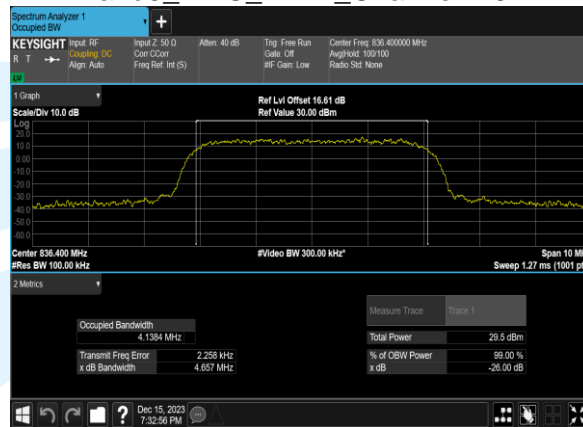 Spectrum Analyzer 1
Occupied BW
KEYSIGHT
Input: RF
Coupling: DC
Align: Auto
Input Z: 50 Ω
Corr CCorr
Freq Ref: Int (S)
Atten: 40 dB
Trig: Free Run
Gate: Off
#IF Gain: Low
Center Freq: 836.400000 MHz
Avg|Hold: 100/100
Radio Std: None
R T
LW
1 Graph
Scale/Div 10.0 dB
Ref Lvl Offset 16.61 dB
Ref Value 30.00 dBm
Log
20.0
10.0
0.00
-10.0
-20.0
-30.0
-40.0
-50.0
-60.0
Center 836.400 MHz
#Res BW 100.00 kHz
#Video BW 300.00 kHz*
Span 10 M
Sweep 1.27 ms (1001 pt
2 Metrics
Measure Trace
Trace 1
Occupied Bandwidth
4.1384 MHz
Total Power
29.5 dBm
Transmit Freq Error
2.258 kHz
% of OBW Power
99.00 %
x dB Bandwidth
4.657 MHz
x dB
-26.00 dB
?
Dec 15, 2023
7:32:56 PM